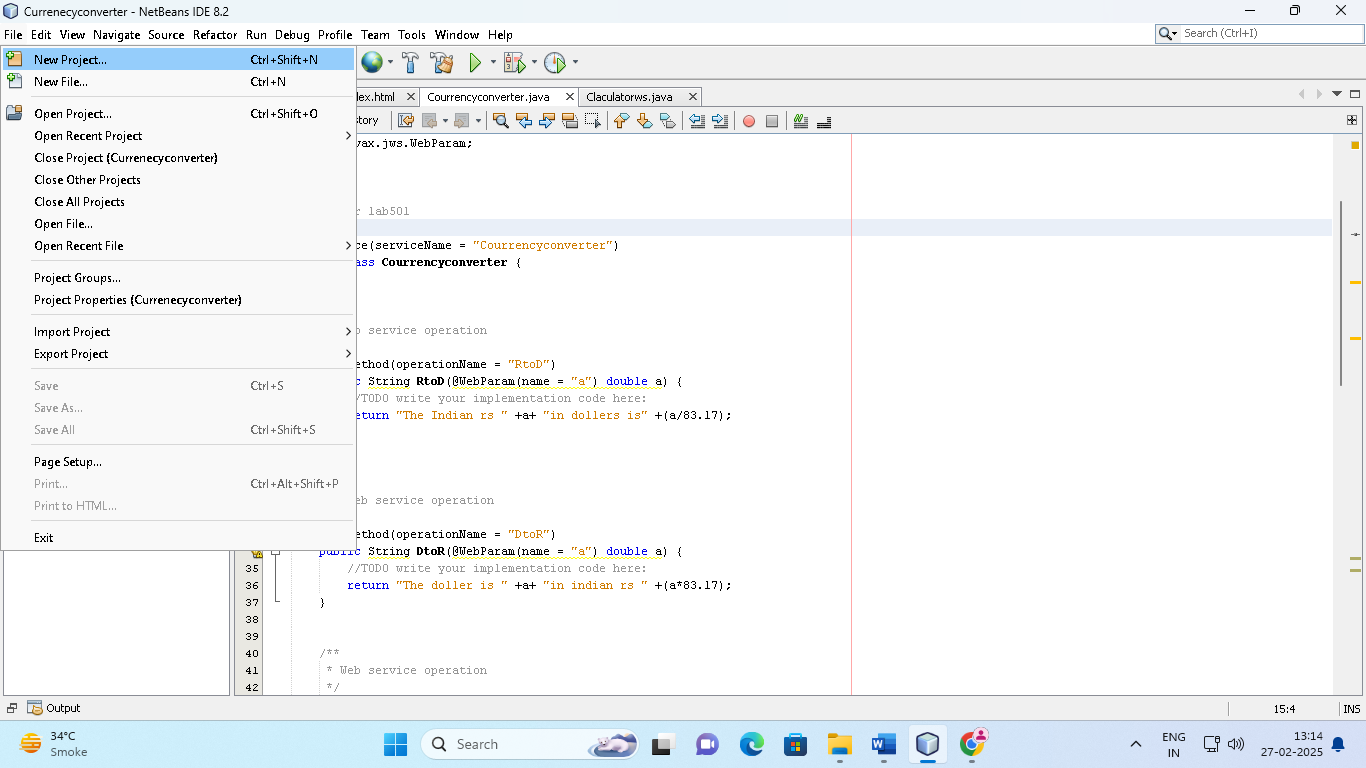 Currenecyconverter - NetBeans IDE 8.2
File Edit View Navigate Source Refactor Run Debug Profile Team Tools Window Help
Search (Ctrl+I)
New Project... Ctrl+Shift+N
New File... Ctrl+N
Open Project... Ctrl+Shift+O
Open Recent Project
Close Project (Currenecyconverter)
Close Other Projects
Close All Projects
Open File...
Open Recent File
Project Groups...
Project Properties (Currenecyconverter)
Import Project
Export Project
Save Ctrl+S
Save As...
Save All Ctrl+Shift+S
Page Setup...
Print... Ctrl+Alt+Shift+P
Print to HTML...
Exit
dex.html Courrencyconverter.java Claculatorws.java
story
vax.jws.WebParam;
r lab501
ce(serviceName = "Courrencyconverter")
ass Courrencyconverter {
b service operation
ethod(operationName = "RtoD")
c String RtoD(@WebParam(name = "a") double a) {
/TODO write your implementation code here:
eturn "The Indian rs " +a+ "in dollers is" +(a/83.17);
eb service operation
ethod(operationName = "DtoR")
public String DtoR(@WebParam(name = "a") double a) {
35 //TODO write your implementation code here:
36 return "The doller is " +a+ "in indian rs " +(a*83.17);
37 }
38
39
40 /**
41 * Web service operation
42 */
Output
15:4 INS
34°C
Smoke
Search
ENG
IN
13:14
27-02-2025